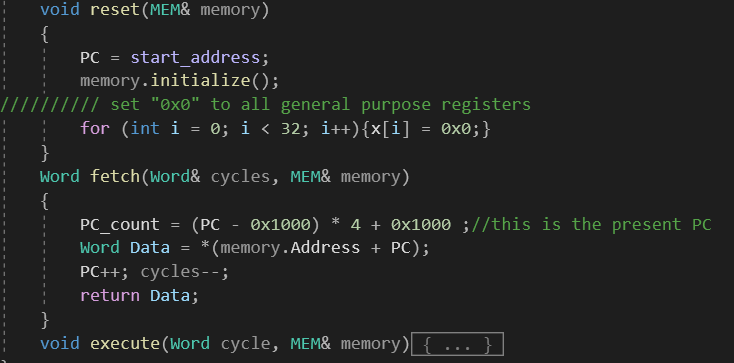 void reset(MEM& memory)
{
PC = start_address;
memory.initialize();
////////// set "0x0" to all general purpose registers
for (int i = 0; i < 32; i++){x[i] = 0x0;}
}
Word fetch(Word& cycles, MEM& memory)
{
PC_count = (PC - 0x1000) * 4 + 0x1000 ;//this is the present PC
Word Data = *(memory.Address + PC);
PC++; cycles--;
return Data;
}
void execute(Word cycle, MEM& memory){ ... }